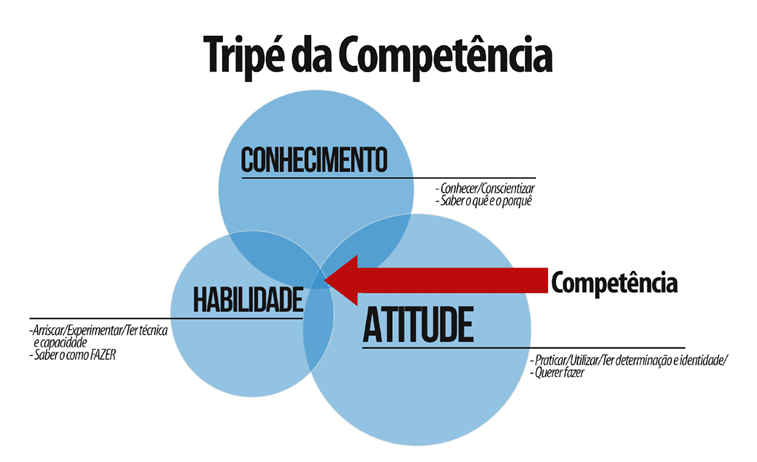 Tripé da Competência
CONHECIMENTO
- Conhecer/Conscientizar
- Saber o quê e o porquê
Competência
HABILIDADE
ATITUDE
-Arriscar/Experimentar/Ter técnica
e capacidade
- Saber o como FAZER
- Praticar/Utilizar/Ter determinação e identidade/
- Querer fazer